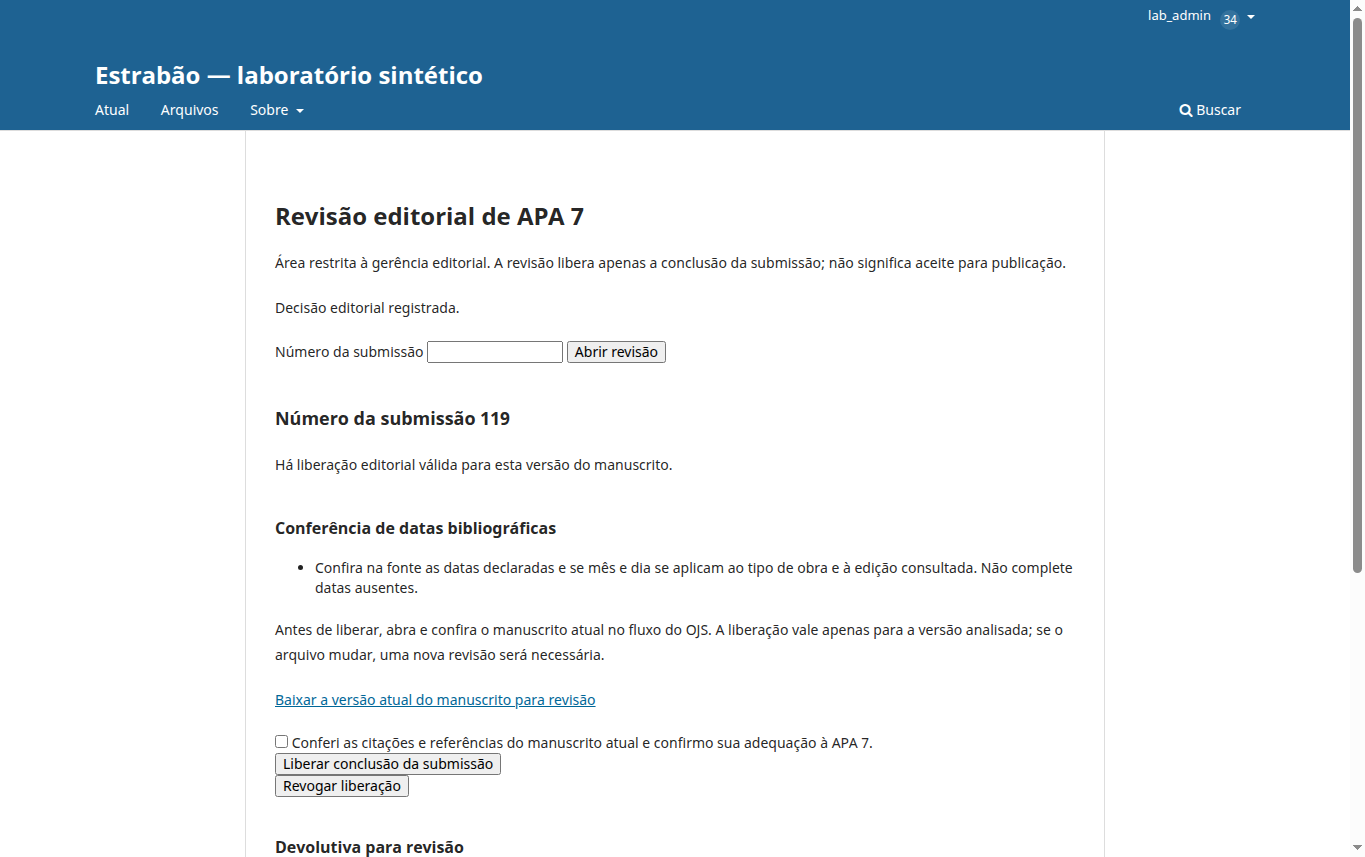 lab_admin 34
Estrabão — laboratório sintético
Atual Arquivos Sobre Buscar
Revisão editorial de APA 7
Área restrita à gerência editorial. A revisão libera apenas a conclusão da submissão; não significa aceite para publicação.
Decisão editorial registrada.
Número da submissão Abrir revisão
Número da submissão 119
Há liberação editorial válida para esta versão do manuscrito.
Conferência de datas bibliográficas
• Confira na fonte as datas declaradas e se mês e dia se aplicam ao tipo de obra e à edição consultada. Não complete
datas ausentes.
Antes de liberar, abra e confira o manuscrito atual no fluxo do OJS. A liberação vale apenas para a versão analisada; se o
arquivo mudar, uma nova revisão será necessária.
Baixar a versão atual do manuscrito para revisão
Conferi as citações e referências do manuscrito atual e confirmo sua adequação à APA 7.
Liberar conclusão da submissão
Revogar liberação
Devolutiva para revisão